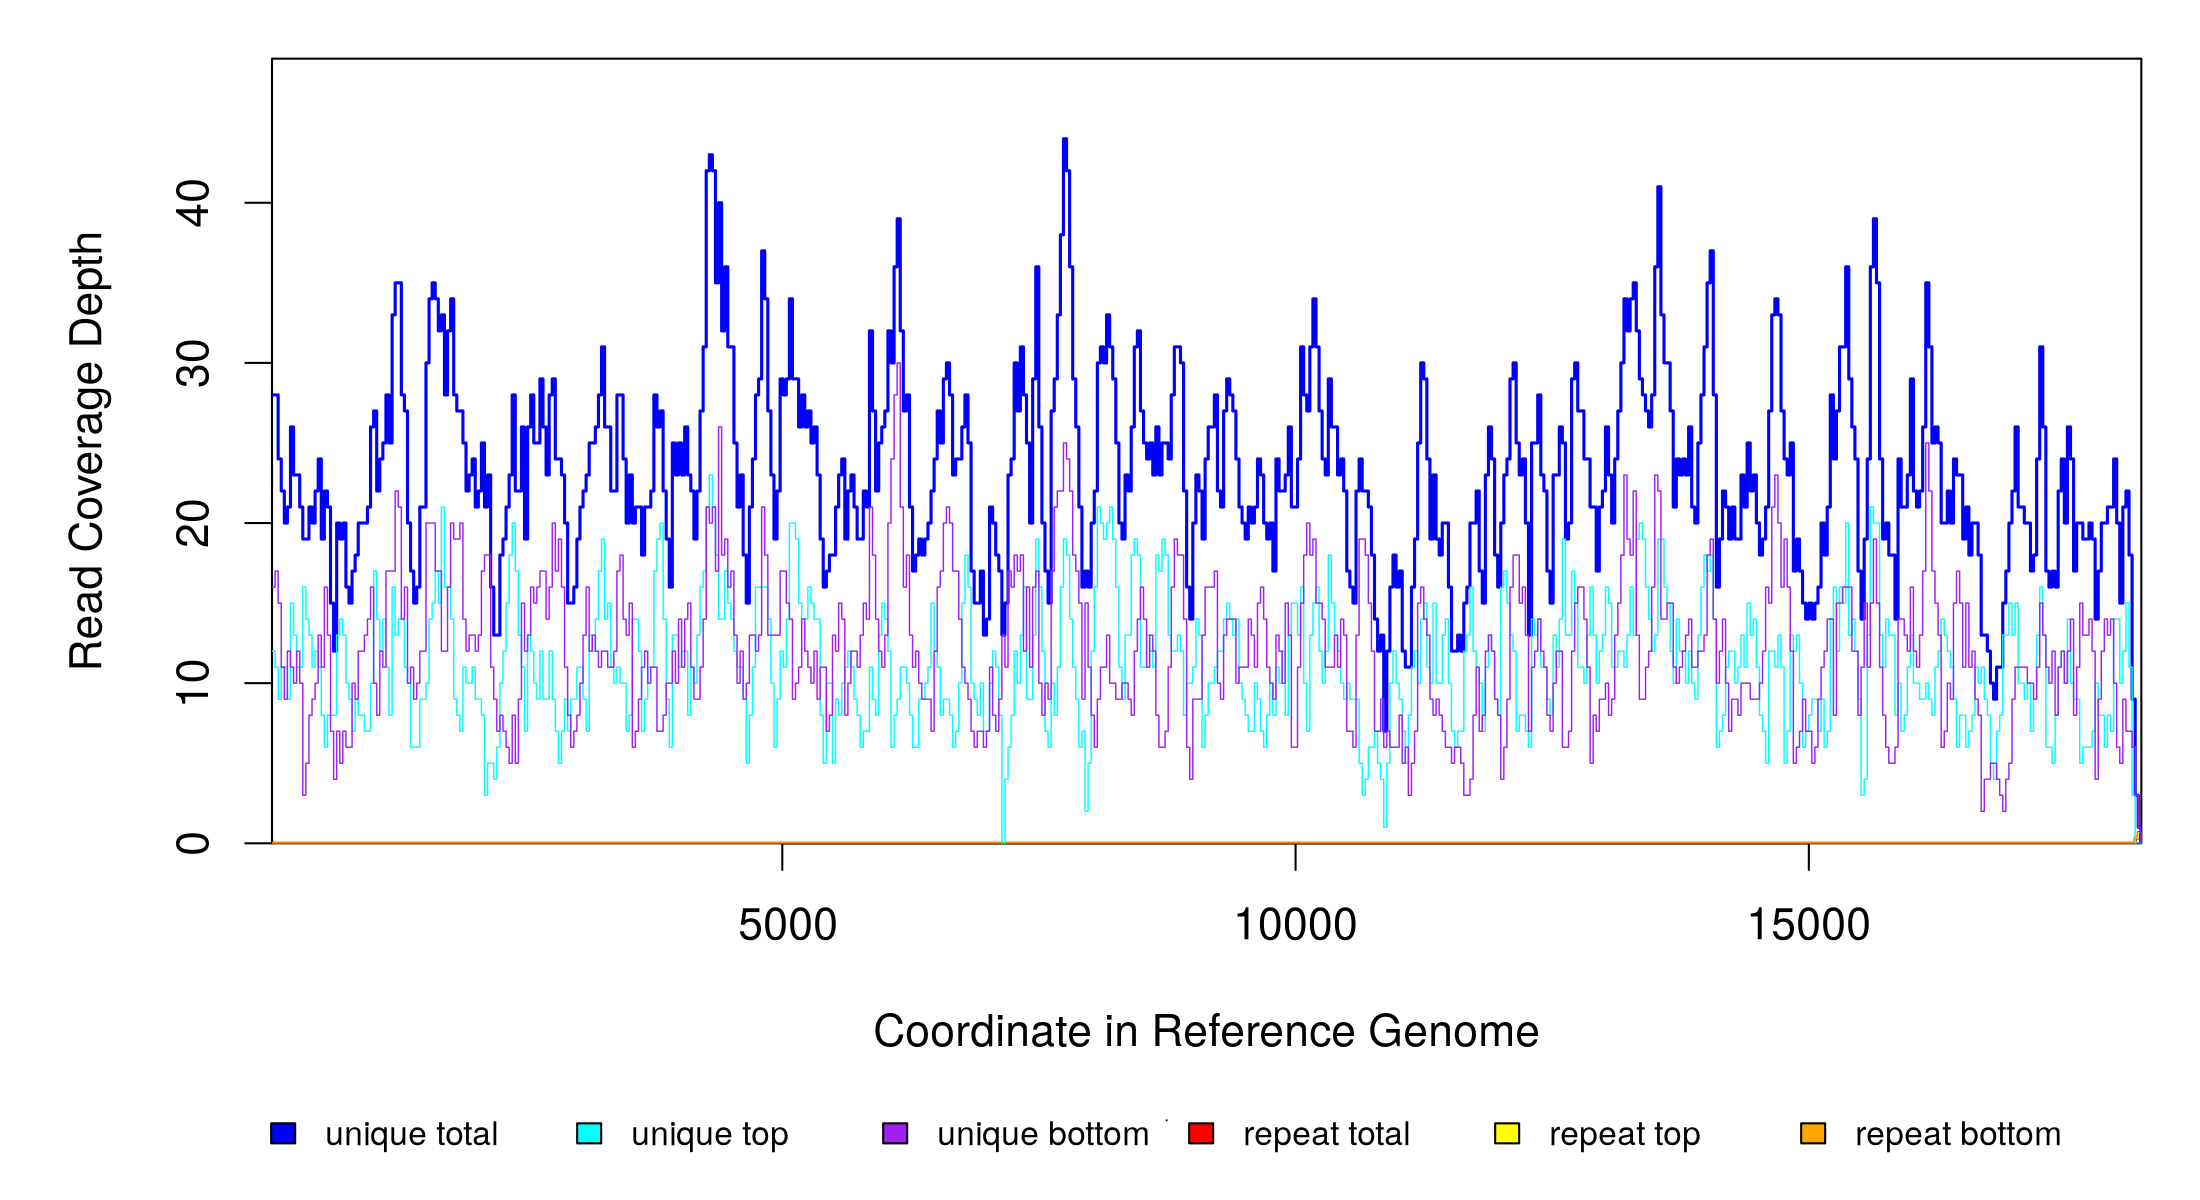 Read Coverage Depth
40
30
20
10
0
5000 10000 15000
Coordinate in Reference Genome
unique total unique top unique bottom repeat total repeat top repeat bottom